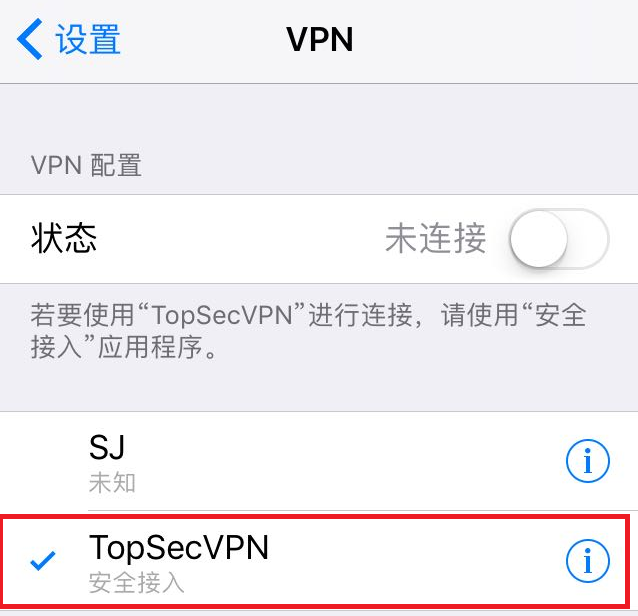 设置
VPN
VPN 配置
状态
未连接
若要使用“TopSecVPN”进行连接，请使用“安全
接入”应用程序。
SJ
未知
TopSecVPN
安全接入